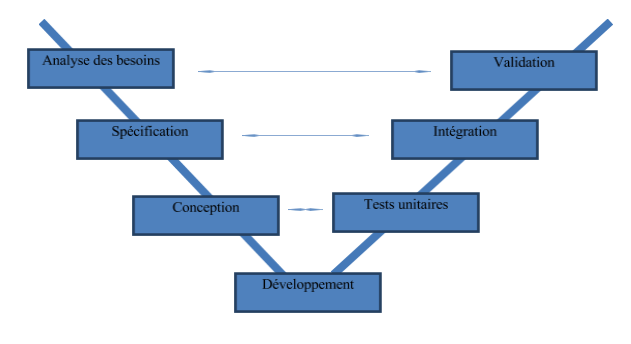 Analyse des besoins
Validation
Spécification
Intégration
Conception
Tests unitaires
Développement